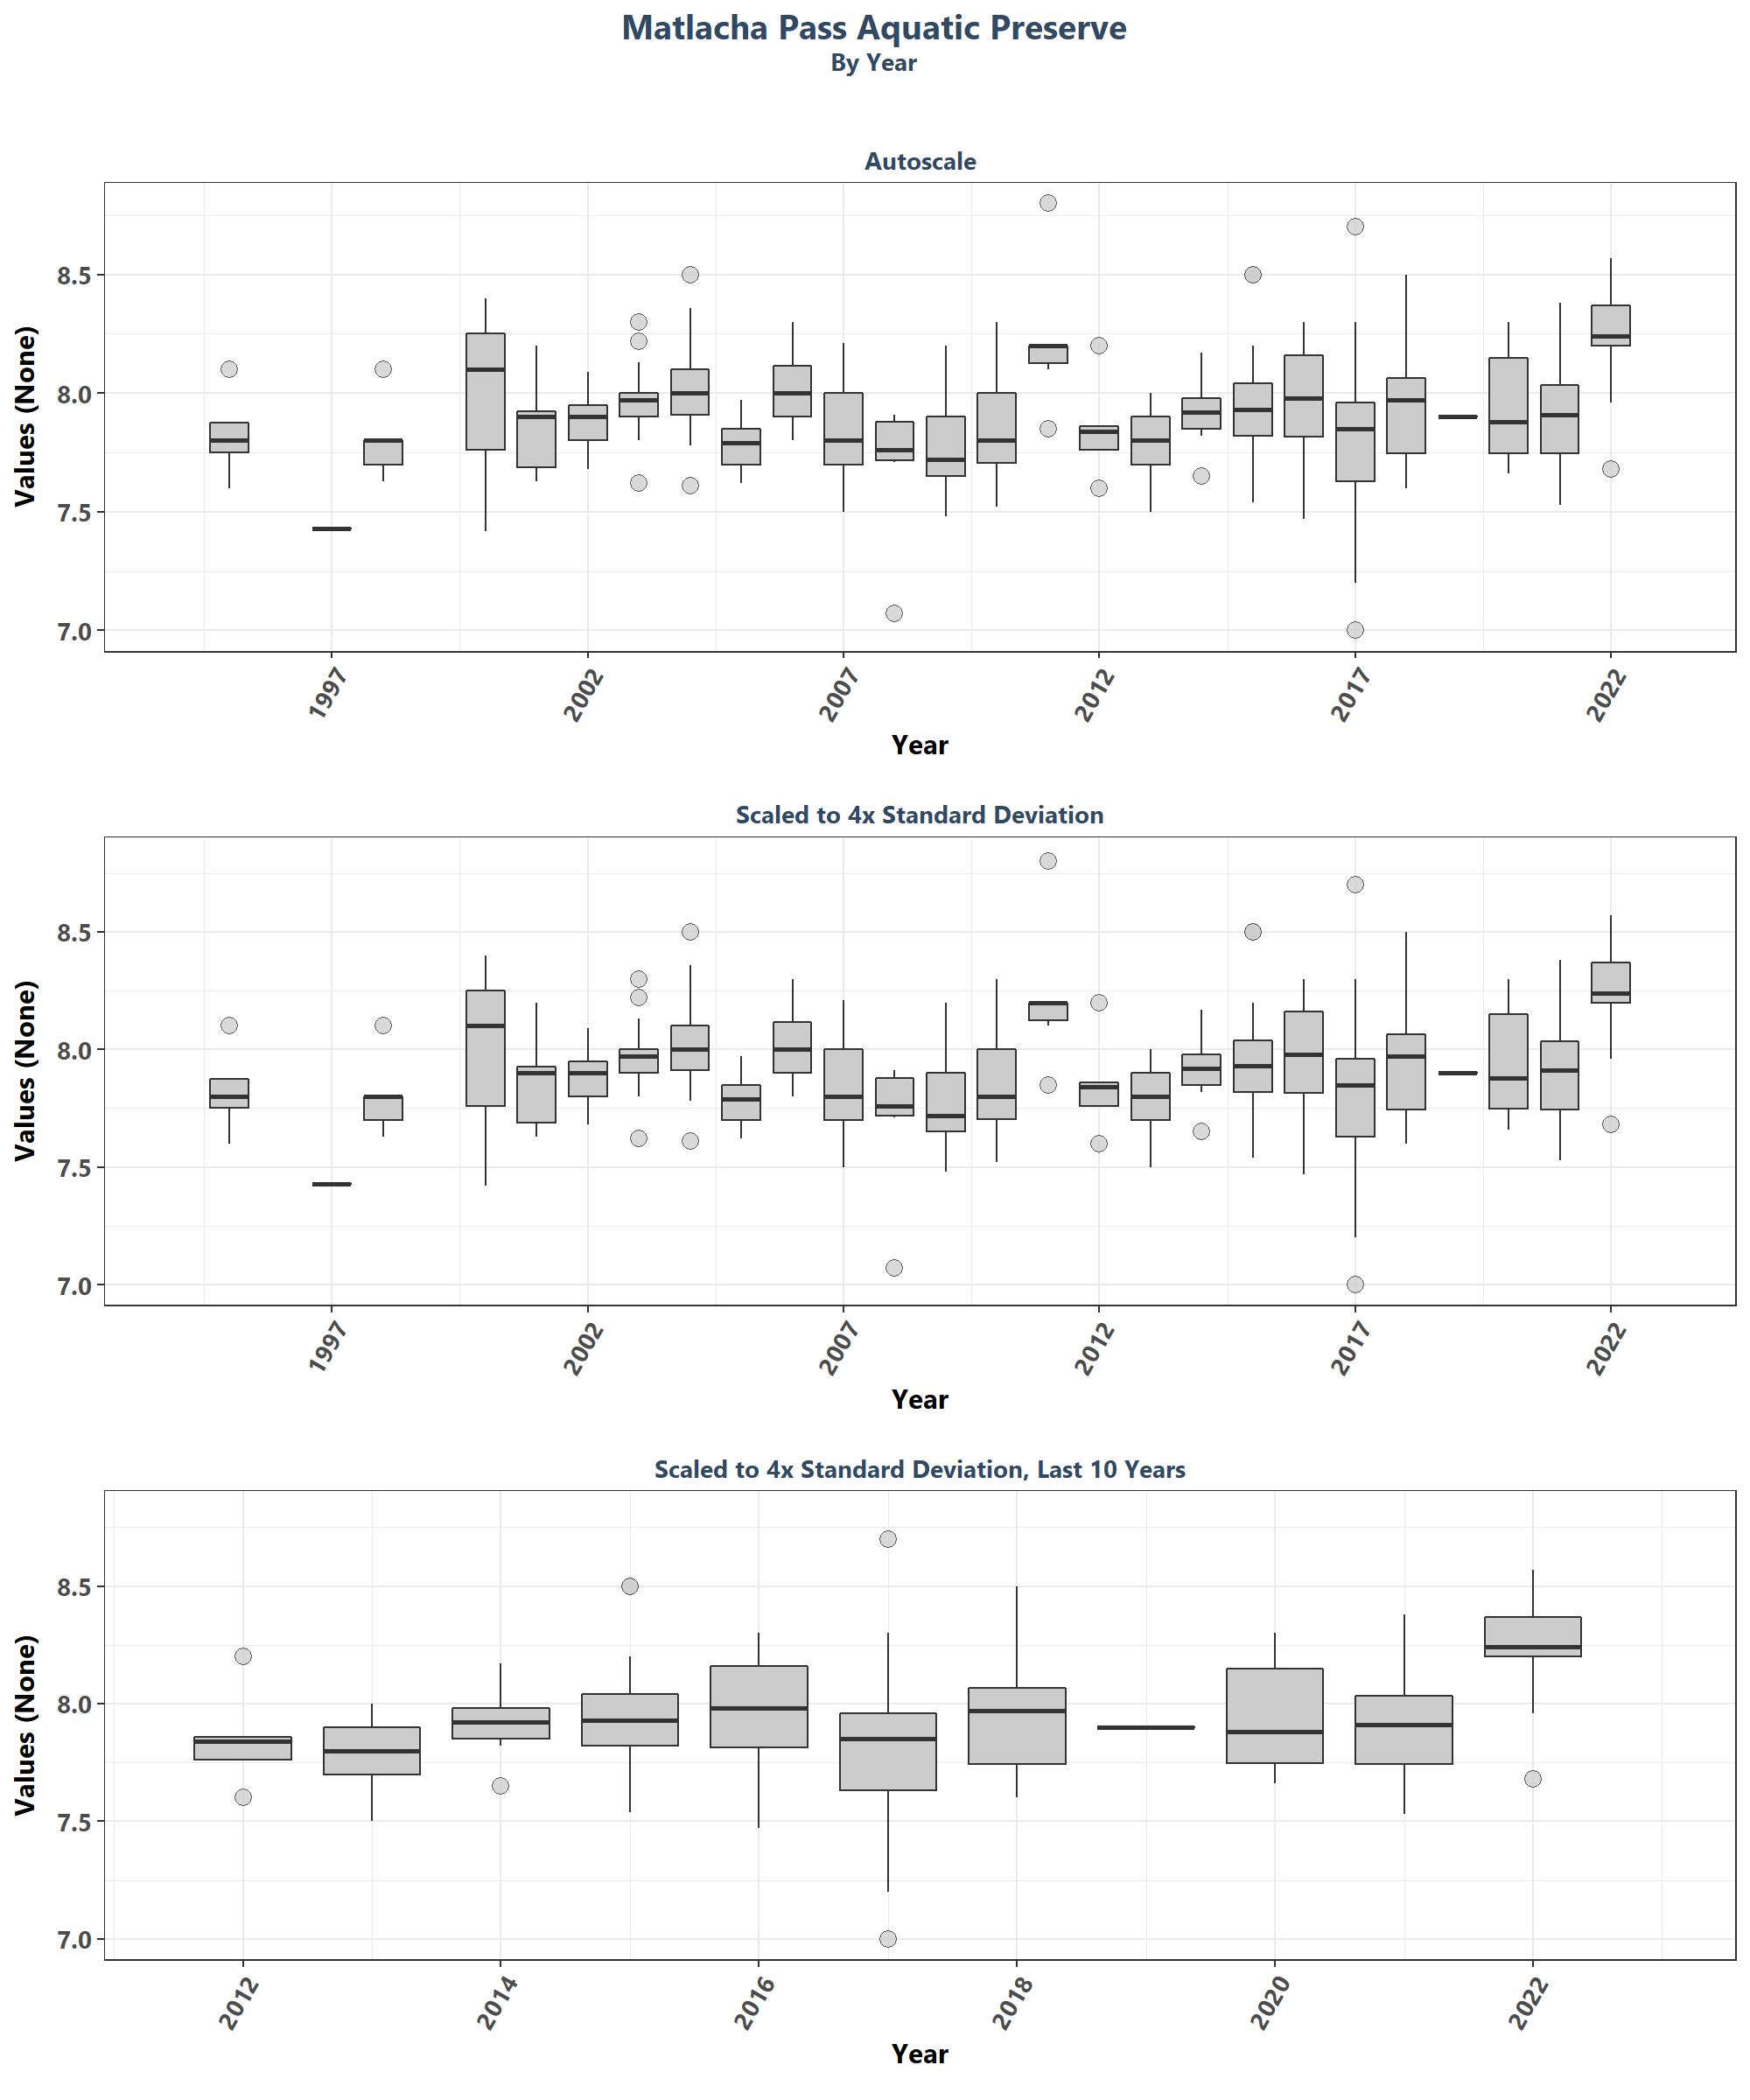 Matlacha Pass Aquatic Preserve
By Year
Autoscale
Values (None)
8.5
8.0
7.5
7.0
1997
2002
2007
2012
2017
2022
Year
Scaled to 4x Standard Deviation
Values (None)
8.5
8.0
7.5
7.0
1997
2002
2007
2012
2017
2022
Year
Scaled to 4x Standard Deviation, Last 10 Years
Values (None)
8.5
8.0
7.5
7.0
2012
2014
2016
2018
2020
2022
Year